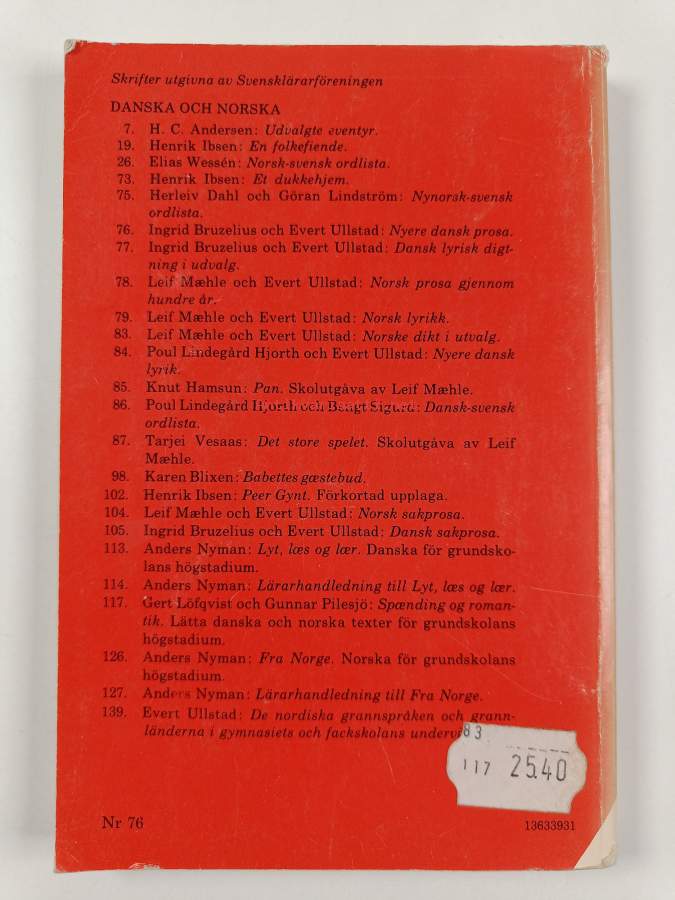 Skrifter utgivna av Svensklärarföreningen
DANSKA OCH NORSKA
7. H. C. Andersen: Udvalgte eventyr.
19. Henrik Ibsen: En folkefiende.
26. Elias Wessén: Norsk-svensk ordlista.
73. Henrik Ibsen: Et dukkehjem.
75. Herleiv Dahl och Göran Lindström: Nynorsk-svensk
ordlista.
76. Ingrid Bruzelius och Evert Ullstad: Nyere dansk prosa.
77. Ingrid Bruzelius och Evert Ullstad: Dansk lyrisk digt-
ning i udvalg.
78. Leif Mæhle och Evert Ullstad: Norsk prosa gjennom
hundre år.
79. Leif Mæhle och Evert Ullstad: Norsk lyrikk.
83. Leif Mæhle och Evert Ullstad: Norske dikt i utvalg.
84. Poul Lindegård Hjorth och Evert Ullstad: Nyere dansk
lyrik.
85. Knut Hamsun: Pan. Skolutgåva av Leif Mæhle.
86. Poul Lindegård Hjorth och Bengt Sigurd: Dansk-svensk
ordlista.
87. Tarjei Vesaas: Det store spelet. Skolutgåva av Leif
Mæhle.
98. Karen Blixen: Babettes gæstebud.
102. Henrik Ibsen: Peer Gynt. Förkortad upplaga.
104. Leif Mæhle och Evert Ullstad: Norsk sakprosa.
105. Ingrid Bruzelius och Evert Ullstad: Dansk sakprosa.
113. Anders Nyman: Lyt, læs og lær. Danska för grundsko-
lans högstadium.
114. Anders Nyman: Lärarhandledning till Lyt, læs og lær.
117. Gert Löfqvist och Gunnar Pilesjö: Spænding og roman-
tik. Lätta danska och norska texter för grundskolans
högstadium.
126. Anders Nyman: Fra Norge. Norska för grundskolans
högstadium.
127. Anders Nyman: Lärarhandledning till Fra Norge.
139. Evert Ullstad: De nordiska grannspråken och grann-
länderna i gymnasiets och fackskolans
83
117 25.40
Nr 76
13633931